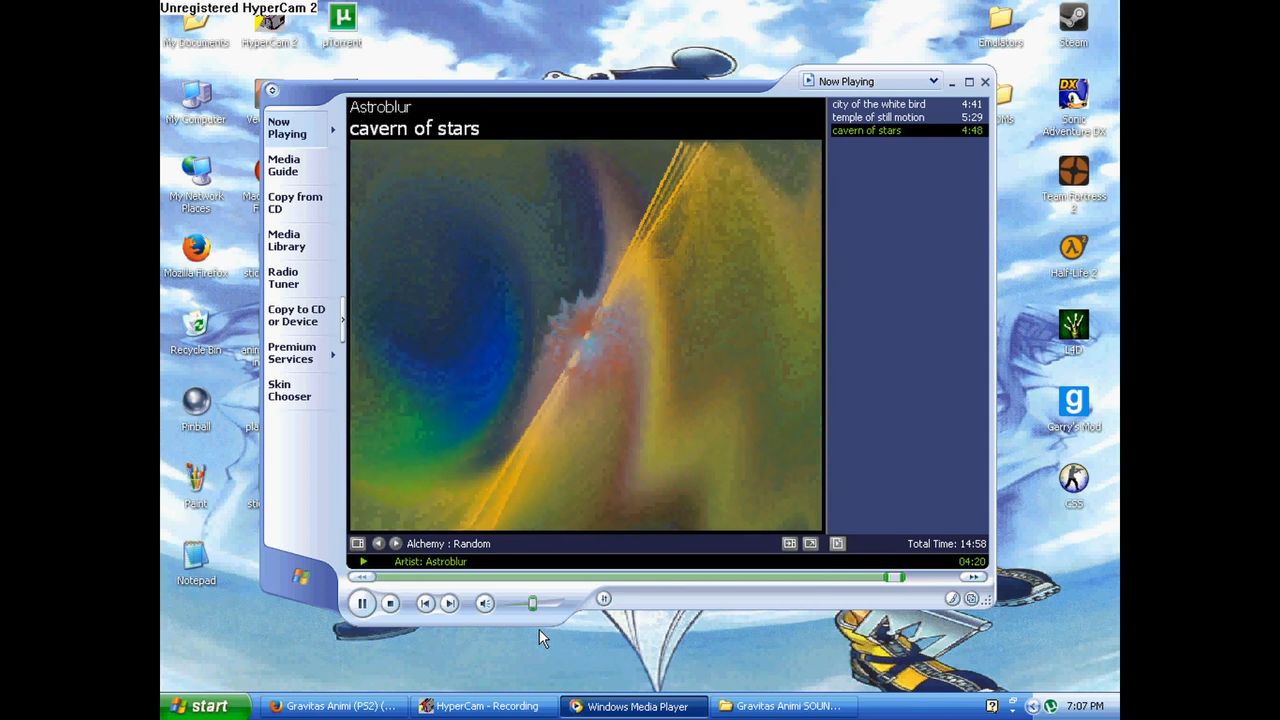 Unregistered HyperCam 2
My Documents
HyperCam 2
µTorrent
Emulators
Steam
My Computer
Sonic
Adventure DX
My Network
Places
Team Fortress
2
Mozilla Firefox
Half-Life 2
Recycle Bin
L4D
Pinball
Garry's Mod
Paint
CSS
Notepad
Now Playing
Now
Playing
Media
Guide
Copy from
CD
Media
Library
Radio
Tuner
Copy to CD
or Device
Premium
Services
Skin
Chooser
Astroblur
cavern of stars
city of the white bird 4:41
temple of still motion 5:29
cavern of stars 4:48
Alchemy : Random
Total Time: 14:58
Artist: Astroblur
04:20
start
Gravitas Animi (PS2) (...
HyperCam - Recording
Windows Media Player
Gravitas Animi SOUN...
7:07 PM